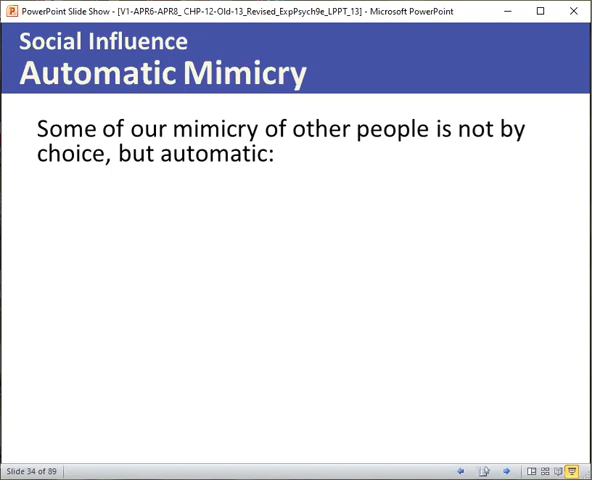 PowerPoint Slide Show - [V1-APR6-APR8_ CHP-12-Old-13_Revised_ExpPsych9e_LPPT_13] - Microsoft PowerPoint
Social Influence
Automatic Mimicry
Some of our mimicry of other people is not by
choice, but automatic:
Slide 34 of 89